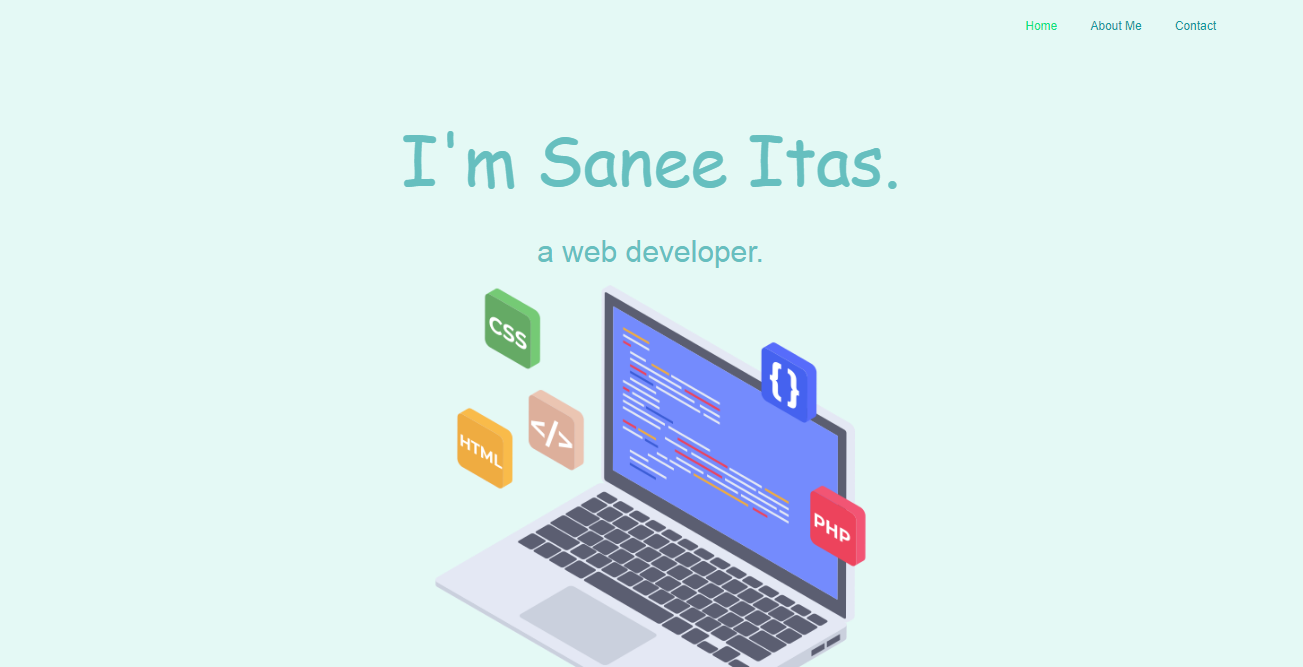 Home About Me Contact
I'm Sanee Itas.
a web developer.
CSS
{}
</>
HTML
PHP